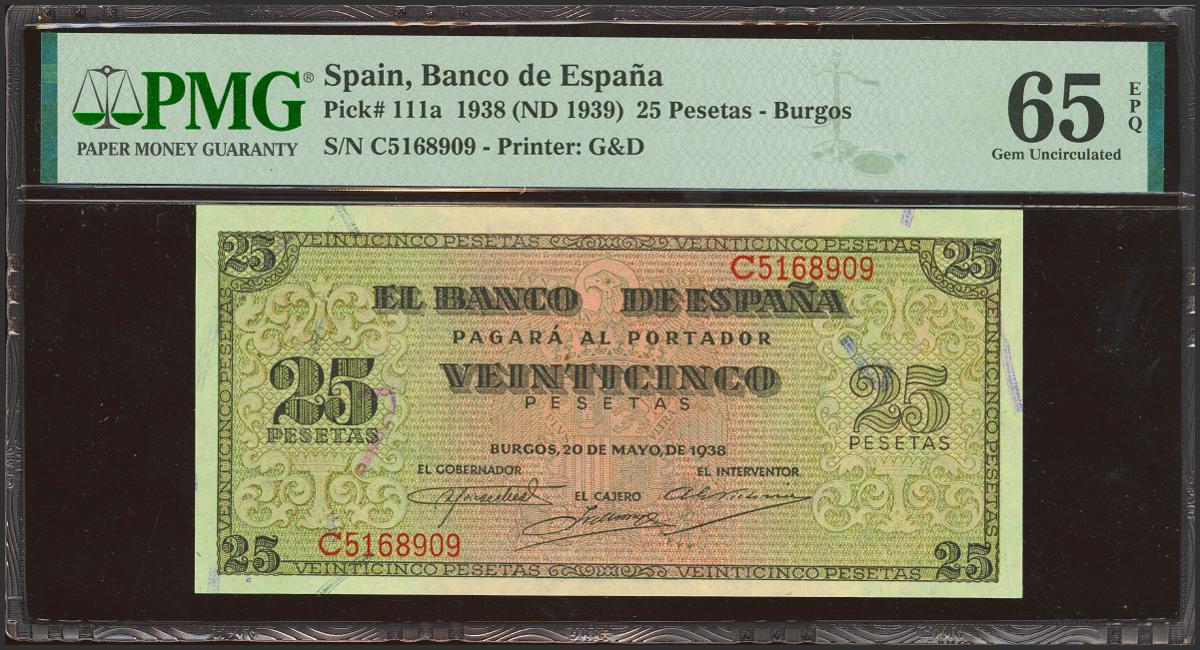 PMG®
PAPER MONEY GUARANTY
Spain, Banco de España
Pick# 111a 1938 (ND 1939) 25 Pesetas - Burgos
S/N C5168909 - Printer: G&D
65
EPQ
Gem Uncirculated
25 VEINTICINCO PESETAS VEINTICINCO PESETAS 25
VEINTICINCO PESETAS
VEINTICINCO PESETAS
C5168909
EL BANCO DE ESPAÑA
PAGARÁ AL PORTADOR
VEINTICINCO
PESETAS
25
PESETAS
25
PESETAS
BURGOS, 20 DE MAYO, DE 1938
EL GOBERNADOR
EL INTERVENTOR
EL CAJERO
C5168909
25 VEINTICINCO PESETAS VEINTICINCO PESETAS 25
PMG
PMG